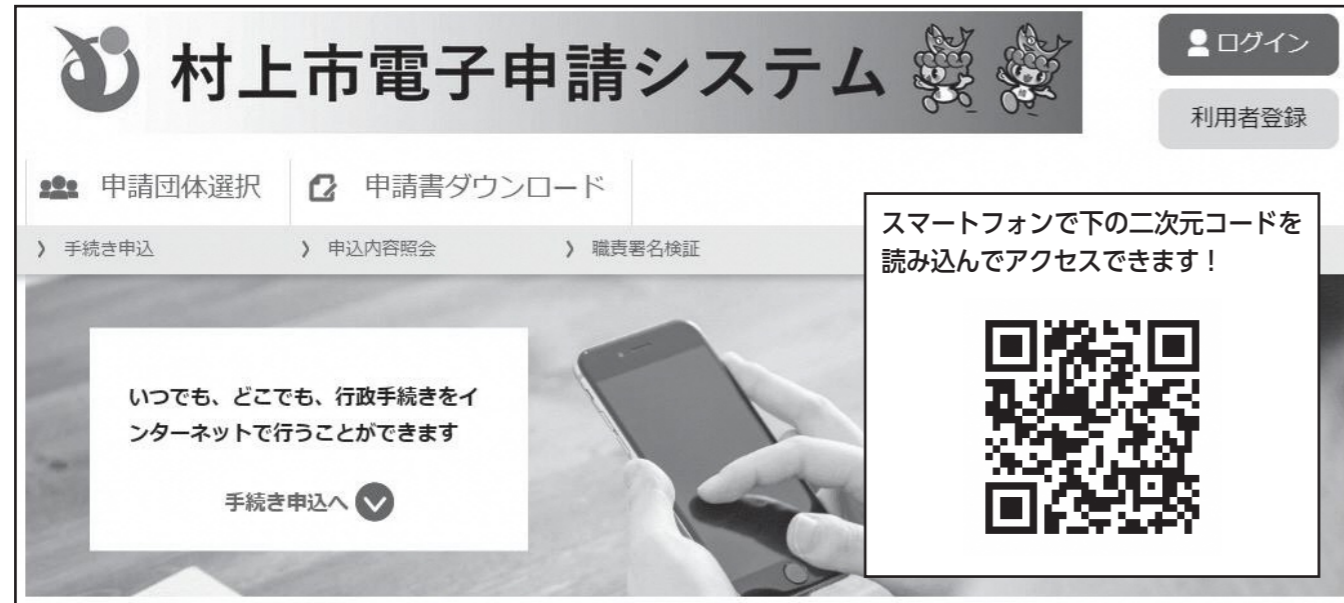 村上市電子申請システム
ログイン
利用者登録
申請団体選択
申請書ダウンロード
手続き申込
申込内容照会
職責署名検証
スマートフォンで下の二次元コードを
読み込んでアクセスできます！
いつでも、どこでも、行政手続きをイ
ンターネットで行うことができます
手続き申込へ